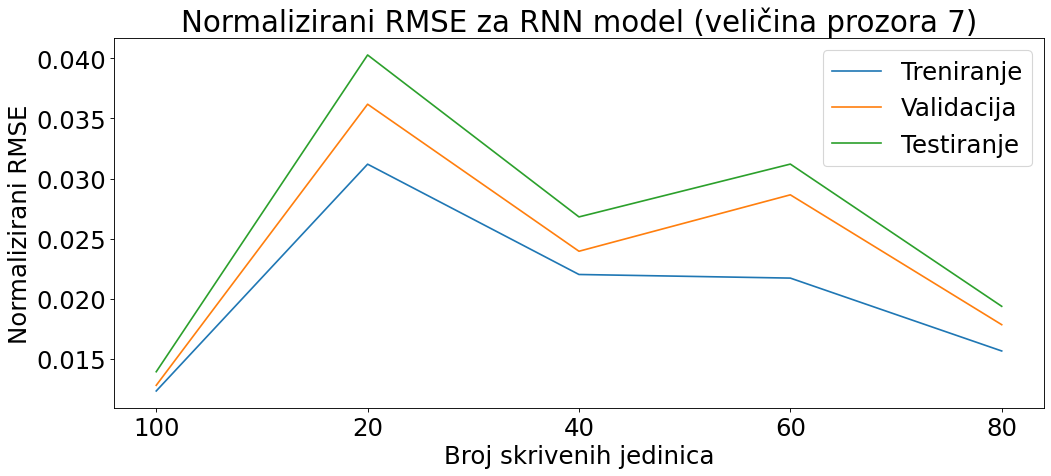 Normalizirani RMSE za RNN model (veličina prozora 7)
Normalizirani RMSE
0.040
0.035
0.030
0.025
0.020
0.015
Treniranje
Validacija
Testiranje
100 20 40 60 80
Broj skrivenih jedinica